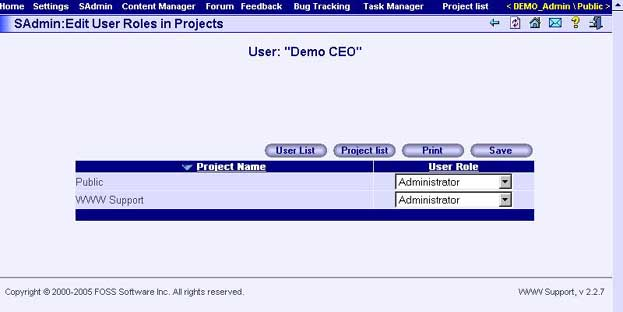 Home Settings SAdmin Content Manager Forum Feedback Bug Tracking Task Manager Project list < DEMO_Admin \ Public >
SAdmin:Edit User Roles in Projects
User: "Demo CEO"
User List Project list Print Save
Project Name User Role
Public Administrator
WWW Support Administrator
Copyright © 2000-2005 FOSS Software Inc. All rights reserved. WWW Support, v 2.2.7